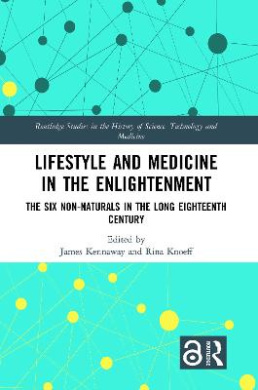 Routledge Studies in the History of Science, Technology and
Medicine
LIFESTYLE AND MEDICINE
IN THE ENLIGHTENMENT
THE SIX NON-NATURALS IN THE LONG EIGHTEENTH
CENTURY
Edited by
James Kennaway and Rina Knoeff
ROUTLEDGE